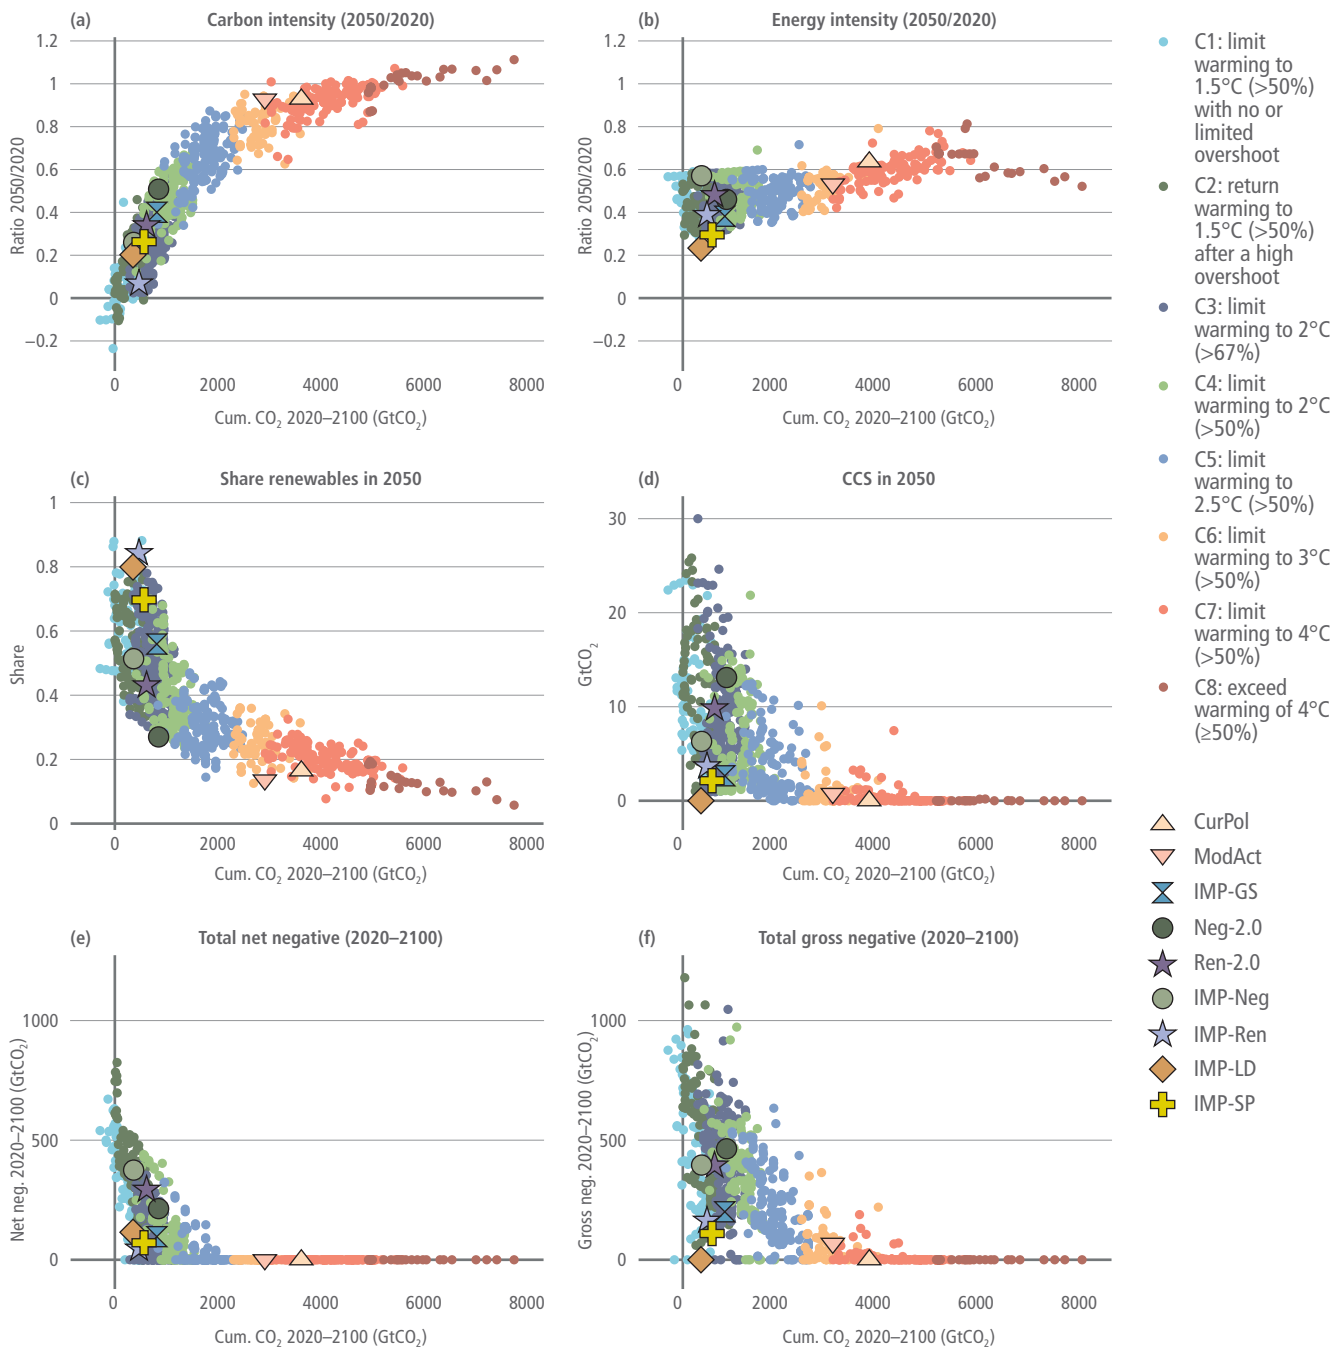 (a) Carbon intensity (2050/2020)
1.2
1
0.8
0.6
0.4
0.2
0
−0.2
Ratio 2050/2020
0 2000 4000 6000 8000
Cum. CO₂ 2020–2100 (GtCO₂)
(b) Energy intensity (2050/2020)
1.2
1
0.8
0.6
0.4
0.2
0
−0.2
Ratio 2050/2020
0 2000 4000 6000 8000
Cum. CO₂ 2020–2100 (GtCO₂)
(c) Share renewables in 2050
1
0.8
0.6
0.4
0.2
0
Share
0 2000 4000 6000 8000
Cum. CO₂ 2020–2100 (GtCO₂)
(d) CCS in 2050
30
20
10
0
GtCO₂
0 2000 4000 6000 8000
Cum. CO₂ 2020–2100 (GtCO₂)
(e) Total net negative (2020–2100)
1000
500
0
Net neg. 2020–2100 (GtCO₂)
0 2000 4000 6000 8000
Cum. CO₂ 2020–2100 (GtCO₂)
(f) Total gross negative (2020–2100)
1000
500
0
Gross neg. 2020–2100 (GtCO₂)
0 2000 4000 6000 8000
Cum. CO₂ 2020–2100 (GtCO₂)
C1: limit
warming to
1.5°C (>50%)
with no or
limited
overshoot
C2: return
warming to
1.5°C (>50%)
after a high
overshoot
C3: limit
warming to 2°C
(>67%)
C4: limit
warming to 2°C
(>50%)
C5: limit
warming to
2.5°C (>50%)
C6: limit
warming to 3°C
(>50%)
C7: limit
warming to 4°C
(>50%)
C8: exceed
warming of 4°C
(≥50%)
CurPol
ModAct
IMP-GS
Neg-2.0
Ren-2.0
IMP-Neg
IMP-Ren
IMP-LD
IMP-SP